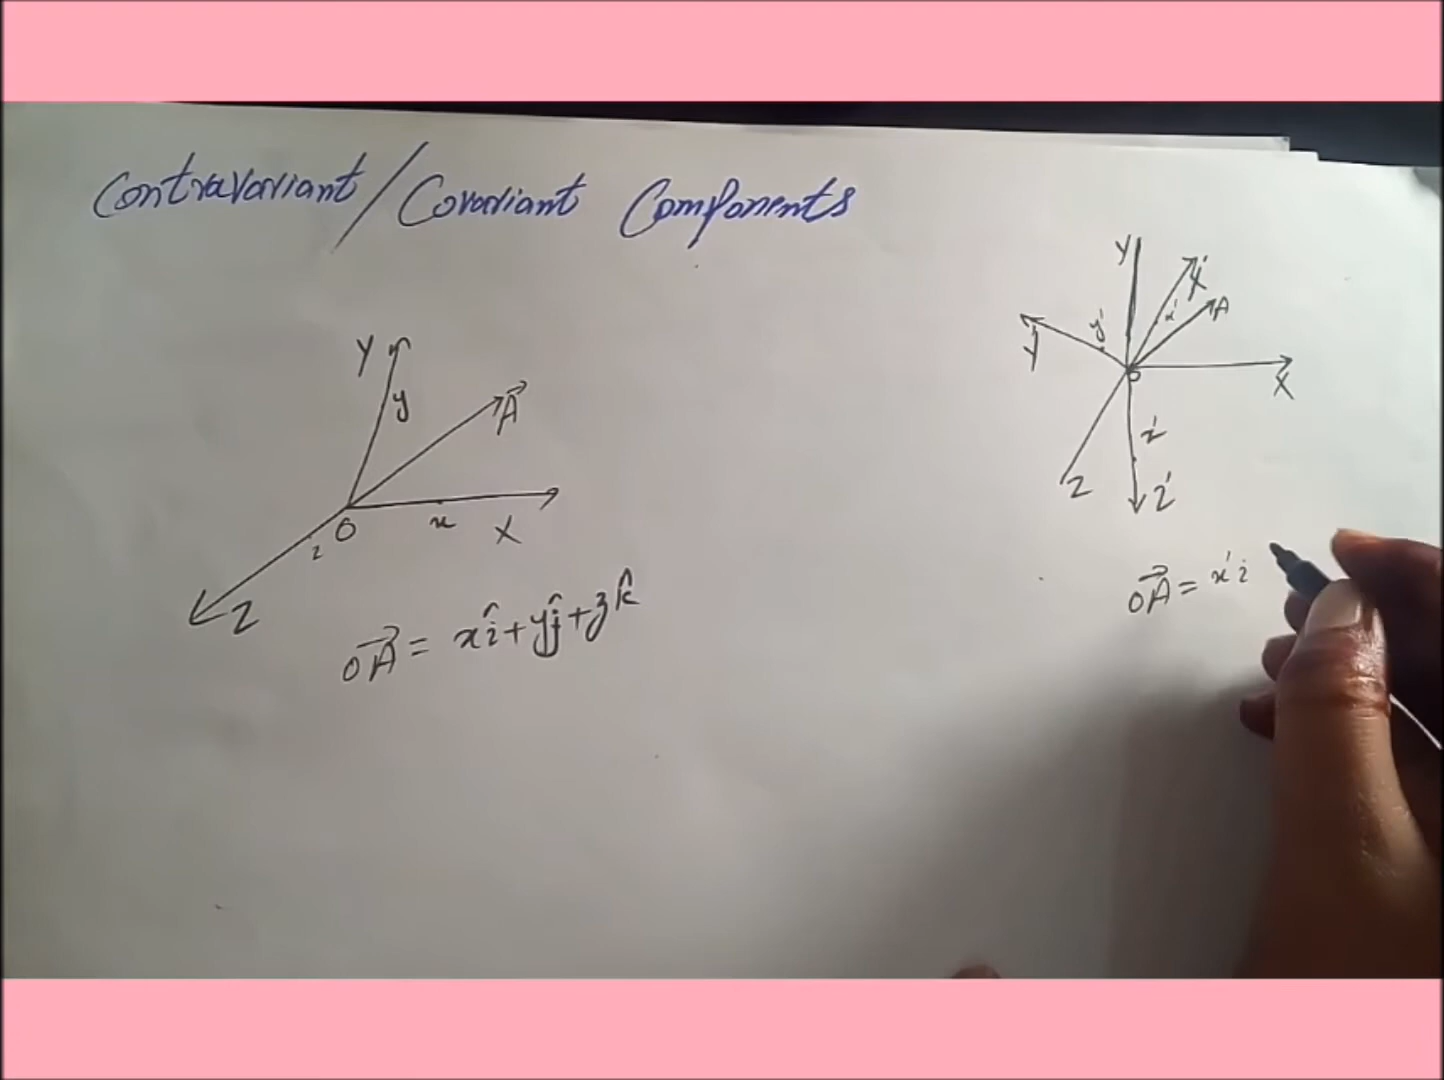 Contravariant/Covariant Components
Y
y
A
O
x
X
z
Z
OA = xî+yĵ+zk̂
Y
X'
x'
A
y'
Y'
O
X
z'
Z
Z'
OA = x'i